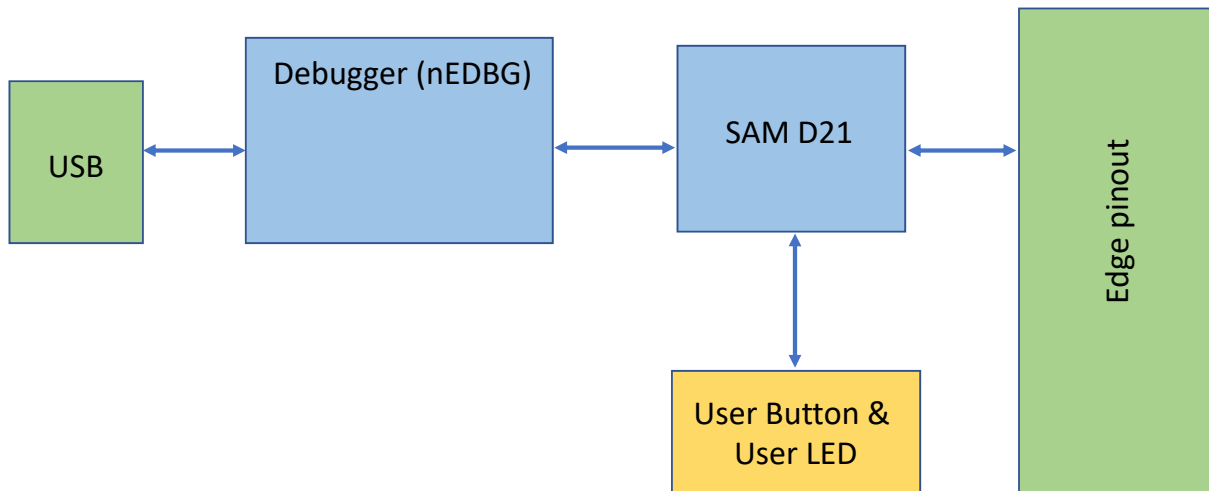 Debugger (nEDBG)
USB
SAM D21
Edge pinout
User Button &
User LED